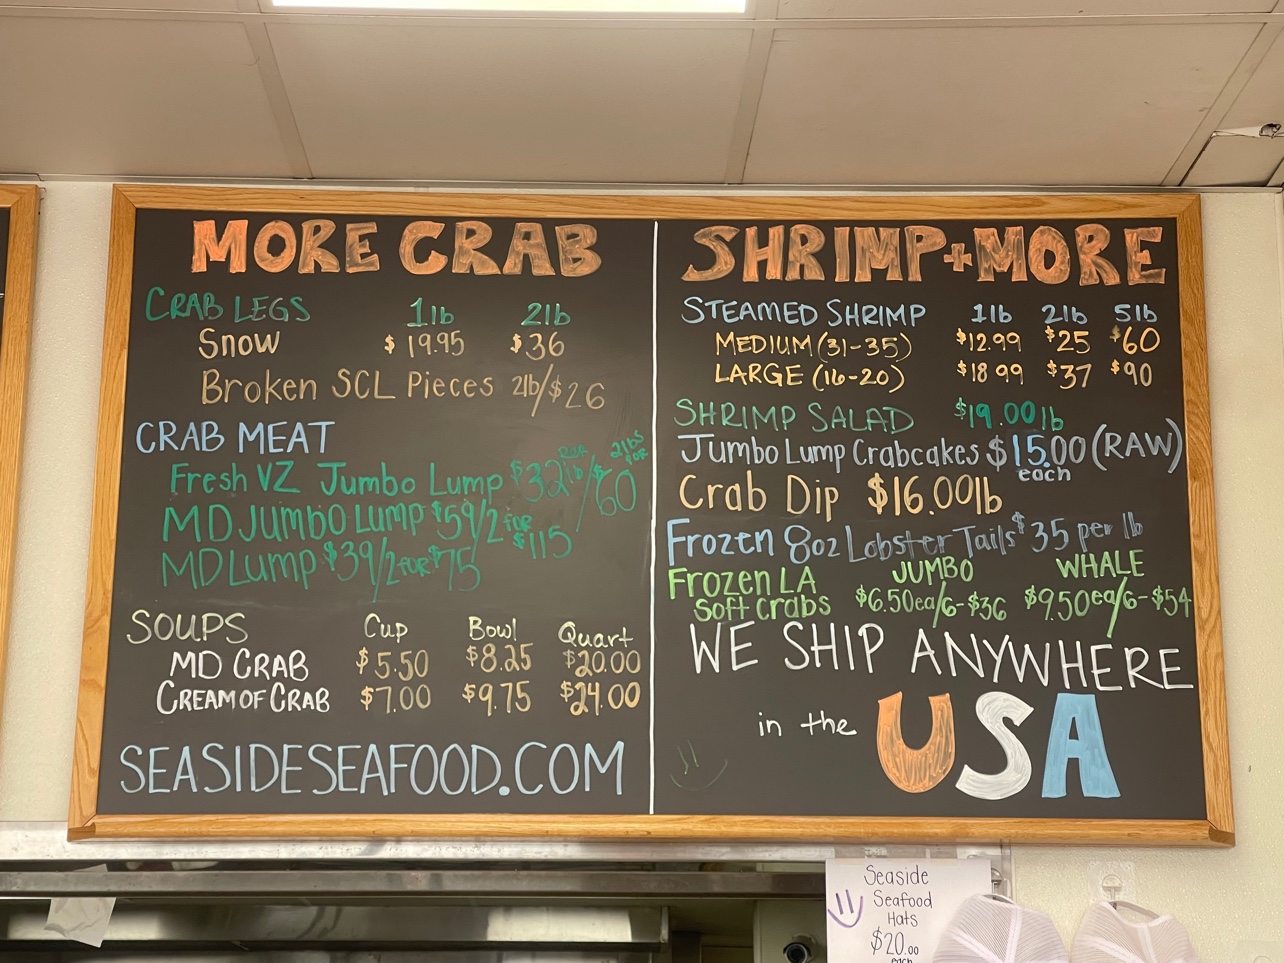 MORE CRAB
CRAB LEGS 1lb 2lb
Snow $19.95 $36
Broken SCL Pieces 2lb/$26
CRAB MEAT
Fresh VZ Jumbo Lump $32 lb/2lbs FOR $60
MD JUMBO LUMP $59/2 FOR $115
MD LUMP $39/2 FOR $75
SOUPS Cup Bowl Quart
MD CRAB $5.50 $8.25 $20.00
CREAM OF CRAB $7.00 $9.75 $24.00
SEASIDESEAFOOD.COM
SHRIMP + MORE
STEAMED SHRIMP 1lb 2lb 5lb
MEDIUM (31-35) $12.99 $25 $60
LARGE (16-20) $18.99 $37 $90
SHRIMP SALAD $19.00 lb
Jumbo Lump Crabcakes $15.00 each (RAW)
Crab Dip $16.00 lb
Frozen 8oz Lobster Tails $35 per lb
JUMBO WHALE
Frozen LA
Soft Crabs $6.50ea/6-$36 $9.50ea/6-$54
WE SHIP ANYWHERE
in the USA
Seaside
Seafood
Hats
$20.00
each